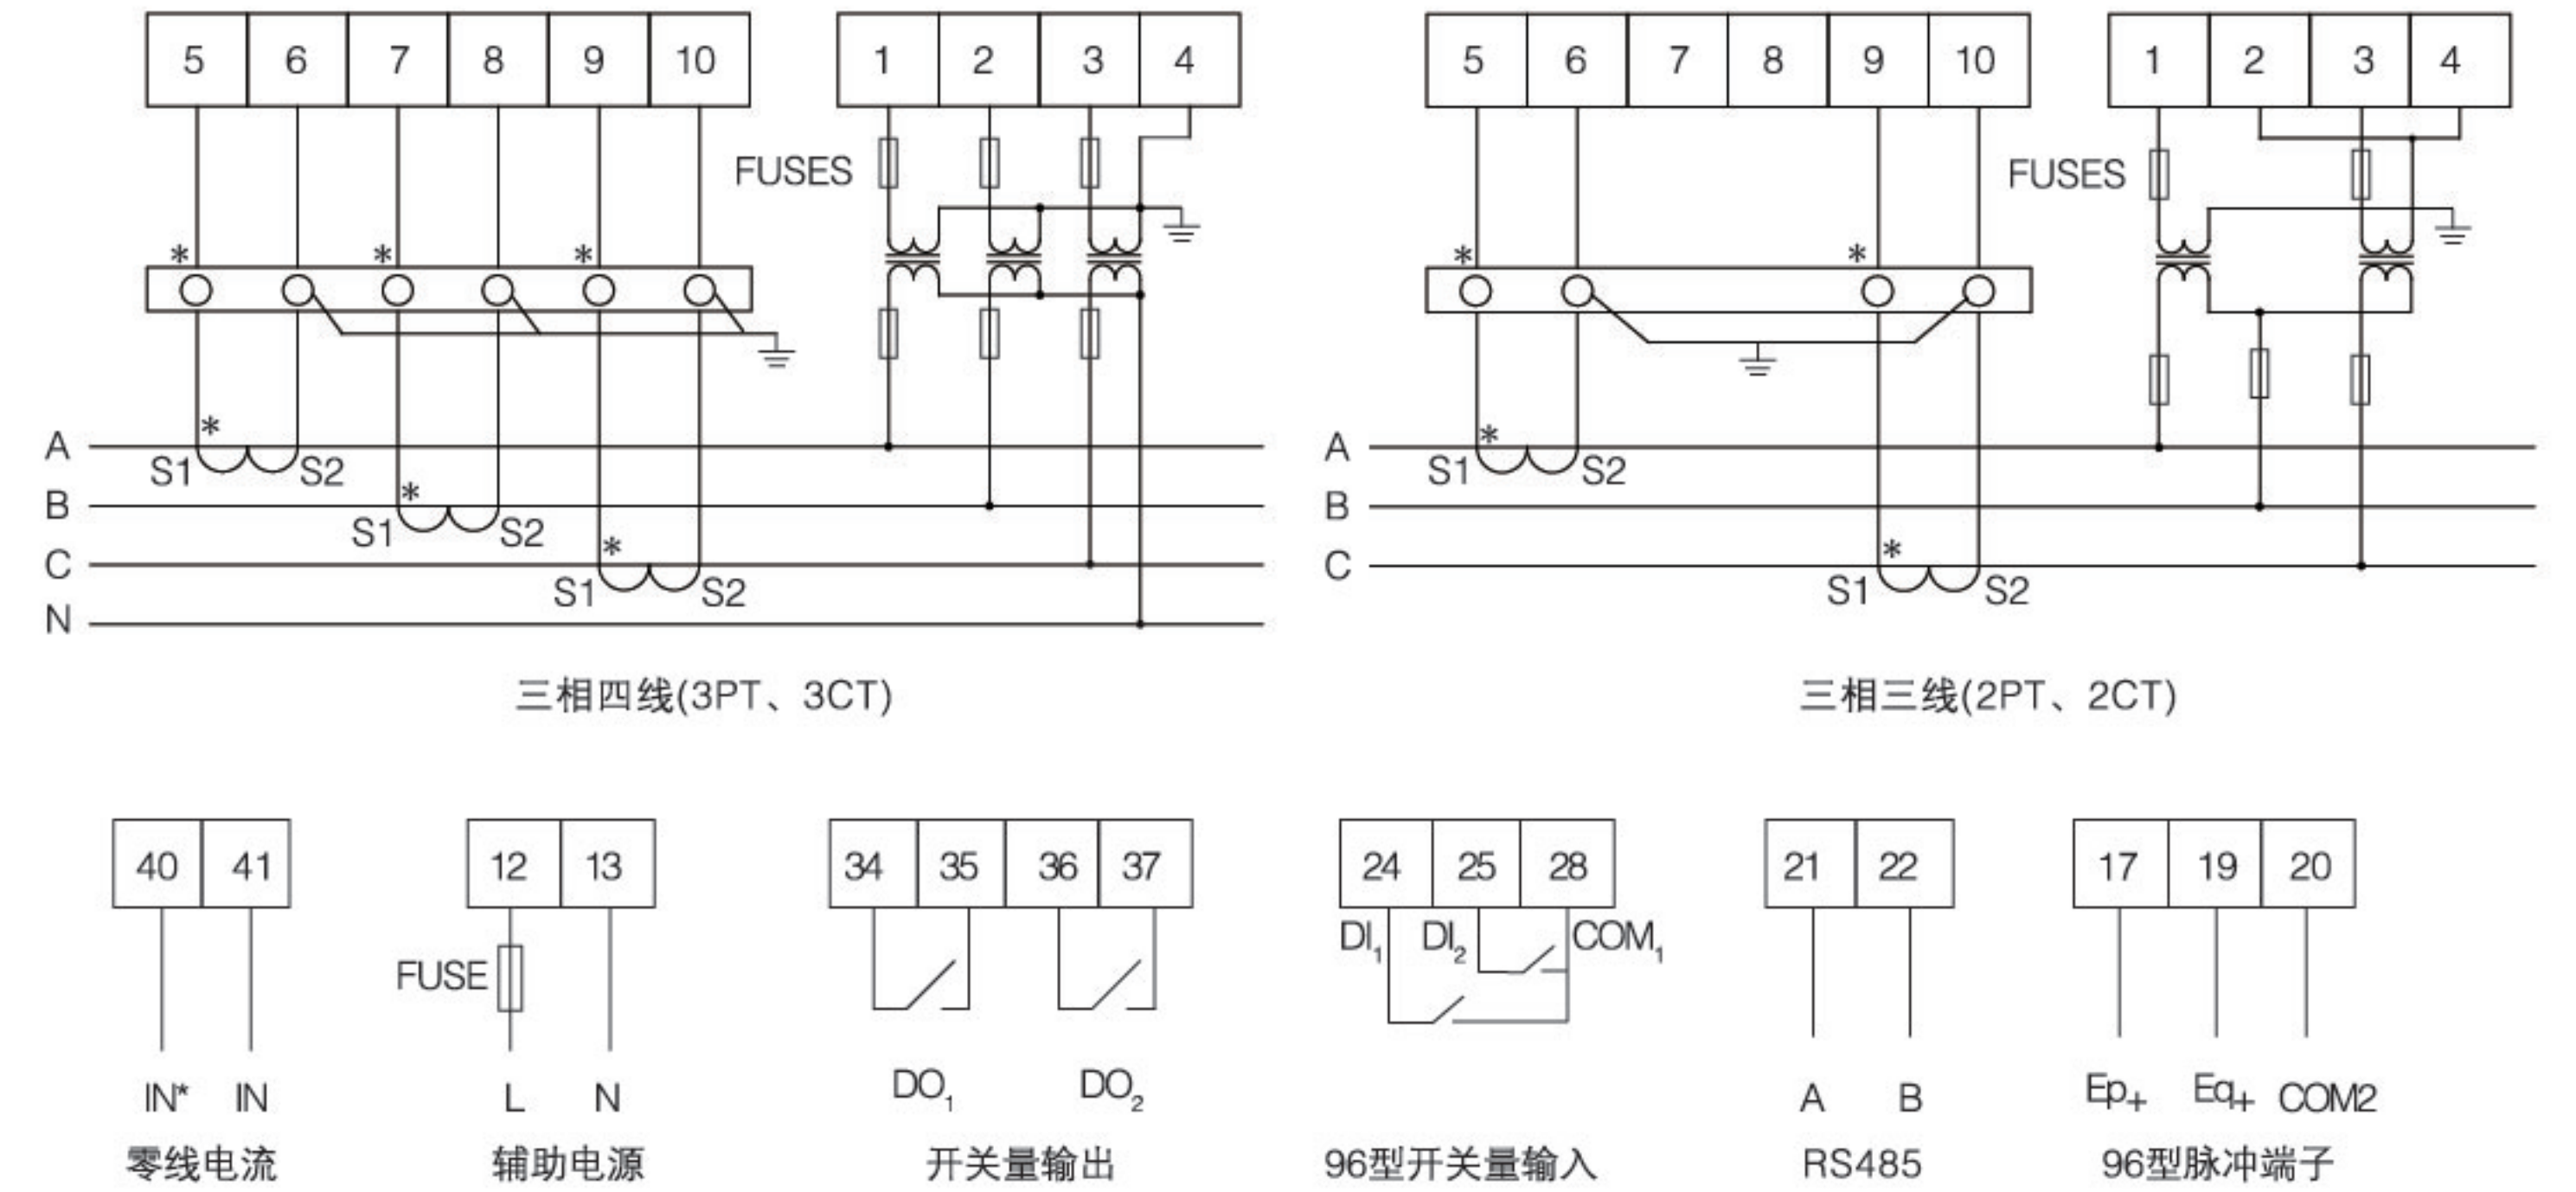 5 6 7 8 9 10
1 2 3 4
FUSES
* * *
*
A
S1 S2
*
B
S1 S2
*
C
S1 S2
N
三相四线(3PT、3CT)
5 6 7 8 9 10
1 2 3 4
FUSES
* *
*
A
S1 S2
B
*
C
S1 S2
三相三线(2PT、2CT)
40 41
IN* IN
零线电流
12 13
FUSE
L N
辅助电源
34 35 36 37
DO₁ DO₂
开关量输出
24 25 28
DI₁ DI₂ COM₁
96型开关量输入
21 22
A B
RS485
17 19 20
Ep+ Eq+ COM2
96型脉冲端子